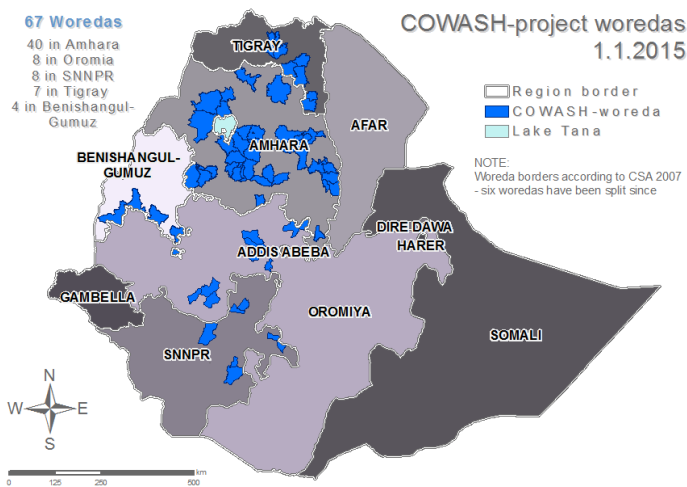 67 Woredas
40 in Amhara
8 in Oromia
8 in SNNPR
7 in Tigray
4 in Benishangul-
Gumuz
COWASH-project woredas
1.1.2015
Region border
COWASH-woreda
Lake Tana
NOTE:
Woreda borders according to CSA 2007
- six woredas have been split since
TIGRAY
AFAR
AMHARA
BENISHANGUL-
GUMUZ
DIRE DAWA
HARER
ADDIS ABEBA
GAMBELLA
OROMIYA
SOMALI
SNNPR
N
W E
S
km
0 125 250 500